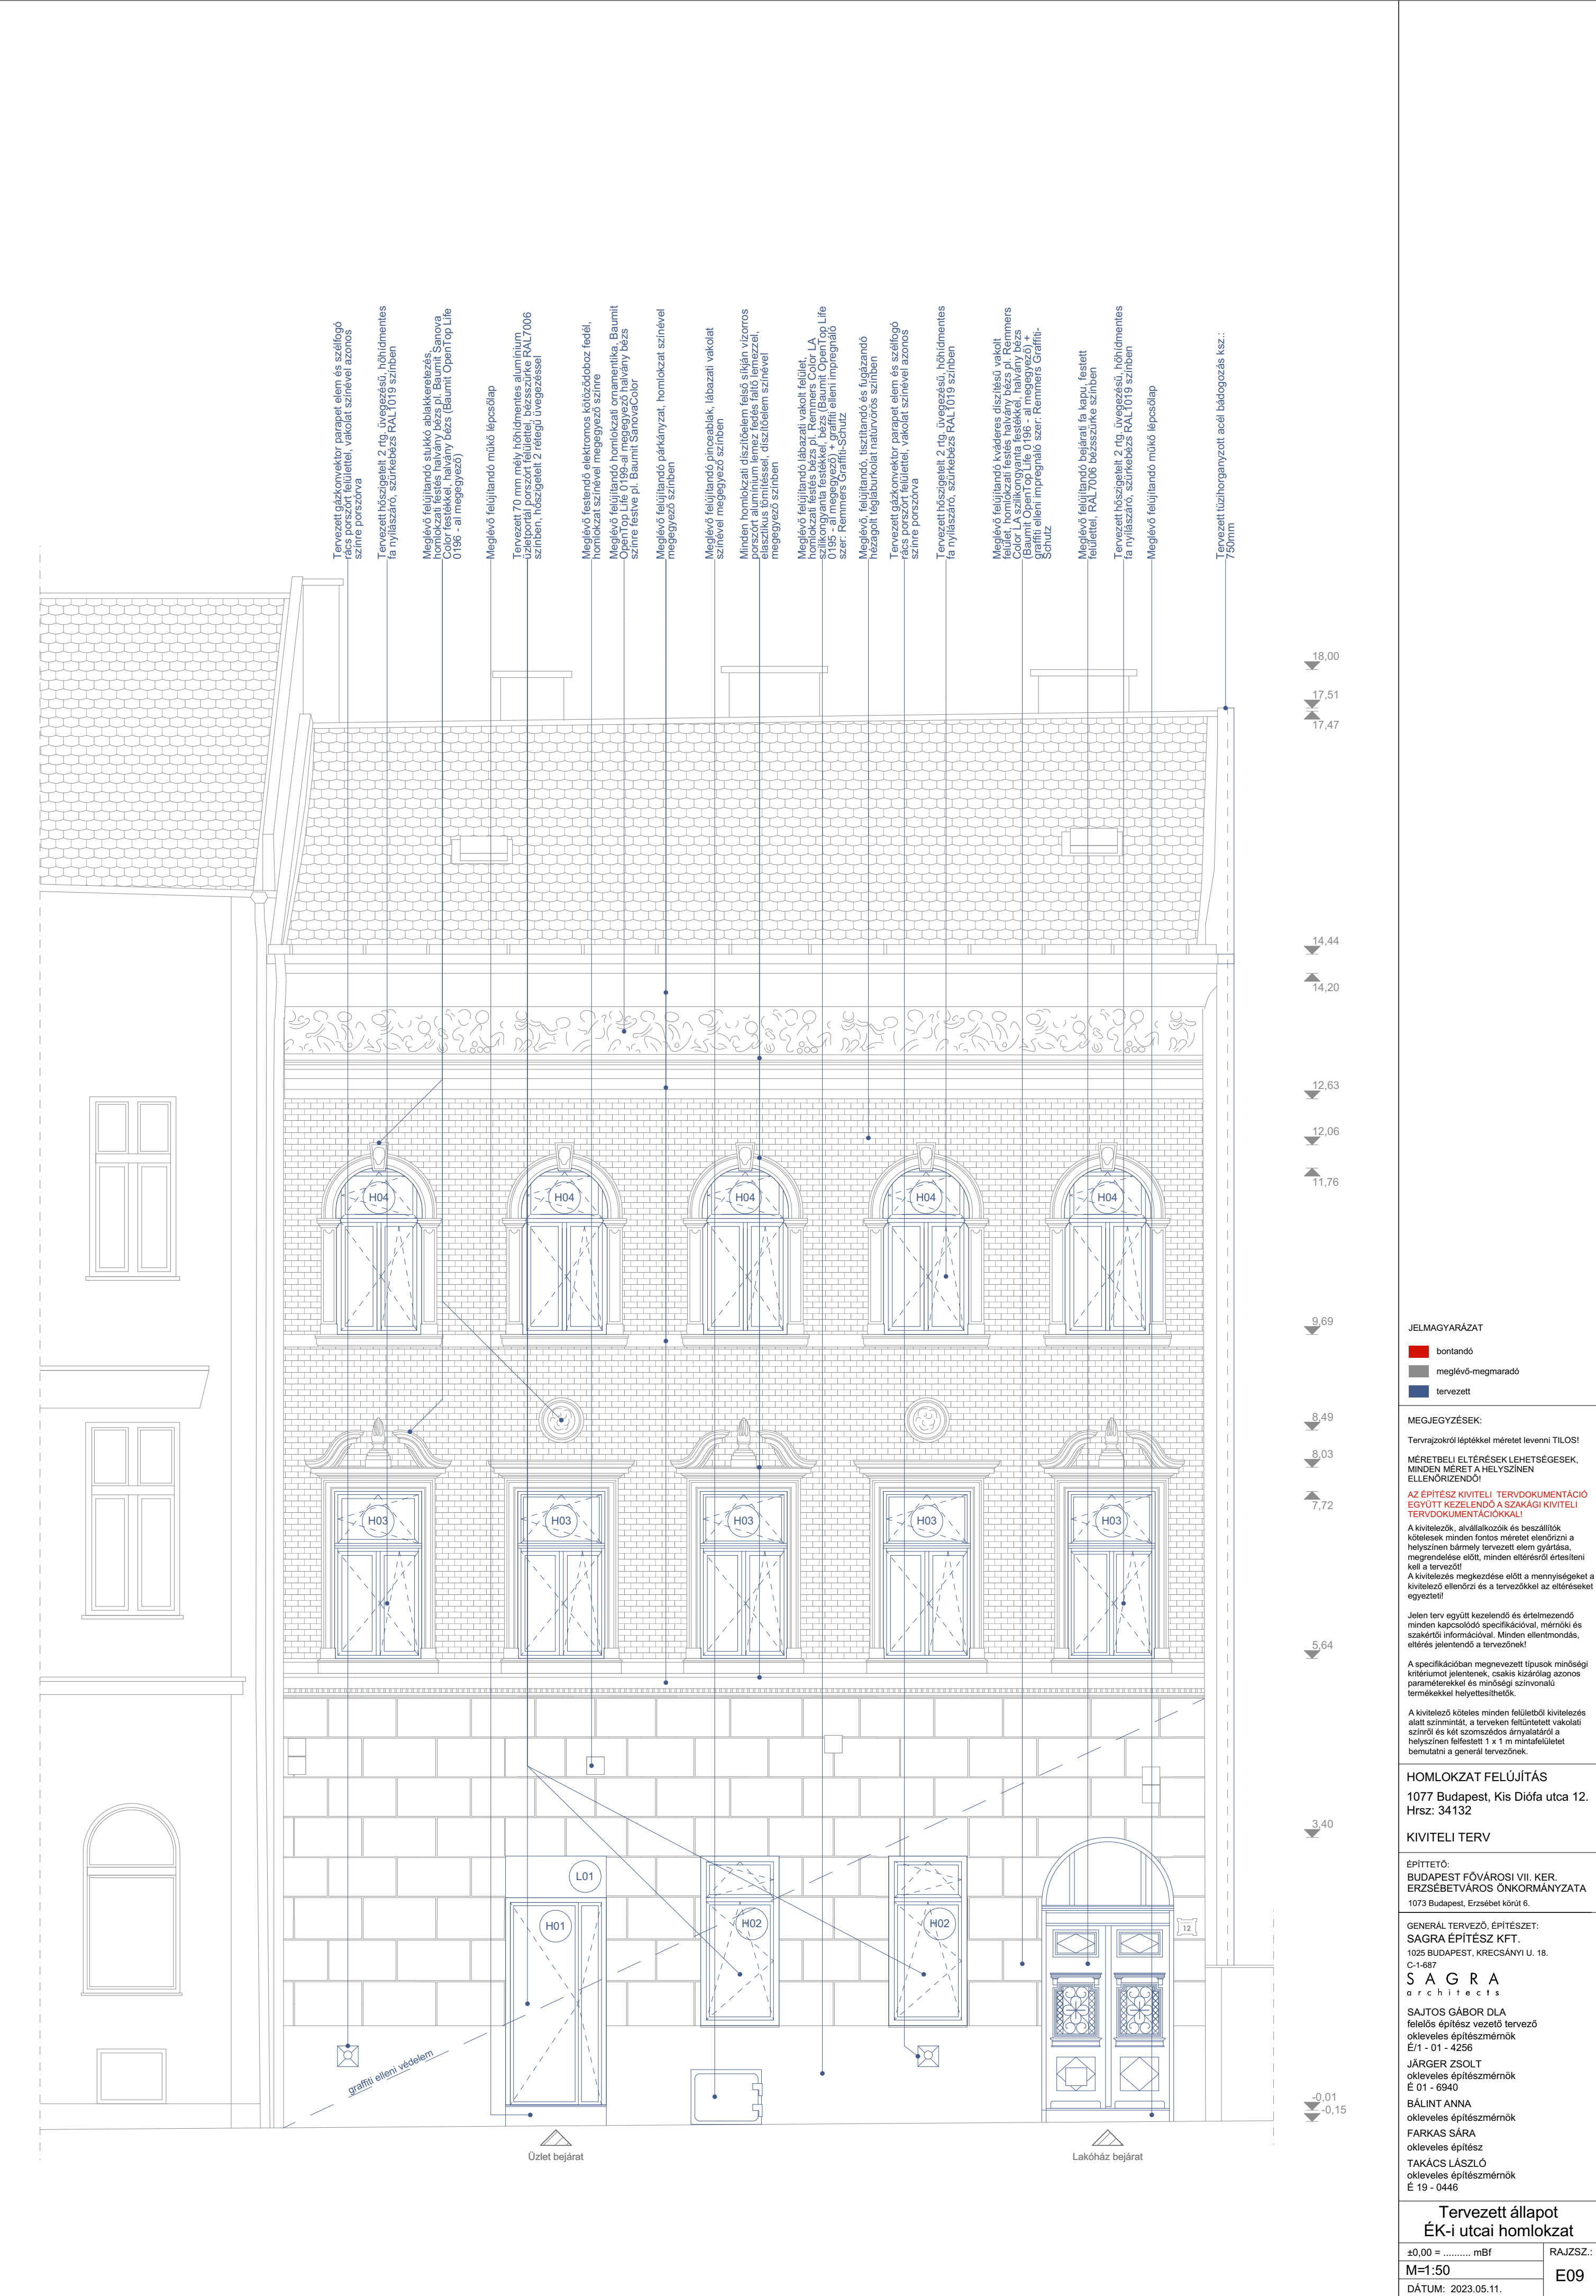 Tervezett gázkonvektor parapet elem és szélfogó
rács porszórt felülettel, vakolat színével azonos
színre porszórva
Tervezett hőszigetelt 2 rtg. üvegezésű, hőhídmentes
fa nyílászáró, szürkebézs RAL1019 színben
Meglévő felújítandó stukkó ablakkeretezés,
homlokzati festés halvány bézs pl. Baumit Sanova
Color festékkel, halvány bézs (Baumit OpenTop Life
0196 - al megegyező)
Meglévő felújítandó műkő lépcsőlap
Tervezett 70 mm mély hőhídmentes alumínium
üzletportál porszórt felülettel, bézsszürke RAL7006
színben, hőszigetelt 2 rétegű üvegezéssel
Meglévő festendő elektromos kötöződoboz fedél,
homlokzat színével megegyező színre
Meglévő felújítandó homlokzati ornamentika, Baumit
OpenTop Life 0199-al megegyező halvány bézs
színre festve pl. Baumit SanovaColor
Meglévő felújítandó párkányzat, homlokzat színével
megegyező színben
Meglévő felújítandó pinceablak, lábazati vakolat
színével megegyező színben
Minden homlokzati díszítőelem felső síkján vízorros
porszórt alumínium lemez fedés faltő lemezzel,
elasztikus tömítéssel, díszítőelem színével
megegyező színben
Meglévő felújítandó lábazati vakolt felület,
homlokzati festés bézs pl. Remmers Color LA
szilikongyanta festékkel, bézs (Baumit OpenTop Life
0195 - al megegyező) + graffiti elleni impregnáló
szer: Remmers Graffiti-Schutz
Meglévő, felújítandó, tisztítandó és fugázandó
hézagolt téglaburkolat natúrvörös színben
Tervezett gázkonvektor parapet elem és szélfogó
rács porszórt felülettel, vakolat színével azonos
színre porszórva
Tervezett hőszigetelt 2 rtg. üvegezésű, hőhídmentes
fa nyílászáró, szürkebézs RAL1019 színben
Meglévő felújítandó kváderes díszítésű vakolt
felület, homlokzati festés halvány bézs pl. Remmers
Color LA szilikongyanta festékkel, halvány bézs
(Baumit OpenTop Life 0196 - al megegyező) +
graffiti elleni impregnáló szer: Remmers Graffiti-
Schutz
Meglévő felújítandó bejárati fa kapu, festett
felülettel, RAL7006 bézsszürke színben
Tervezett hőszigetelt 2 rtg. üvegezésű, hőhídmentes
fa nyílászáró, szürkebézs RAL1019 színben
Meglévő felújítandó műkő lépcsőlap
Tervezett tűzihorganyzott acél bádogozás ksz.:
750mm
18,00
17,51
17,47
14,44
14,20
12,63
12,06
11,76
9,69
8,49
8,03
7,72
5,64
3,40
-0,01
-0,15
H04
H04
H04
H04
H04
H03
H03
H03
H03
H03
L01
H01
H02
H02
12
graffiti elleni védelem
Üzlet bejárat
Lakóház bejárat
JELMAGYARÁZAT
bontandó
meglévő-megmaradó
tervezett
MEGJEGYZÉSEK:
Tervrajzokról léptékkel méretet levenni TILOS!
MÉRETBELI ELTÉRÉSEK LEHETSÉGESEK,
MINDEN MÉRET A HELYSZÍNEN
ELLENŐRIZENDŐ!
AZ ÉPÍTÉSZ KIVITELI TERVDOKUMENTÁCIÓ
EGYÜTT KEZELENDŐ A SZAKÁGI KIVITELI
TERVDOKUMENTÁCIÓKKAL!
A kivitelezők, alvállalkozóik és beszállítók
kötelesek minden fontos méretet elenőrizni a
helyszínen bármely tervezett elem gyártása,
megrendelése előtt, minden eltérésről értesíteni
kell a tervezőt!
A kivitelezés megkezdése előtt a mennyiségeket a
kivitelező ellenőrzi és a tervezőkkel az eltéréseket
egyezteti!
Jelen terv együtt kezelendő és értelmezendő
minden kapcsolódó specifikációval, mérnöki és
szakértői információval. Minden ellentmondás,
eltérés jelentendő a tervezőnek!
A specifikációban megnevezett típusok minőségi
kritériumot jelentenek, csakis kizárólag azonos
paraméterekkel és minőségi színvonalú
termékekkel helyettesíthetők.
A kivitelező köteles minden felületből kivitelezés
alatt színmintát, a terveken feltüntetett vakolati
színről és két szomszédos árnyalatáról a
helyszínen felfestett 1 x 1 m mintafelületet
bemutatni a generál tervezőnek.
HOMLOKZAT FELÚJÍTÁS
1077 Budapest, Kis Diófa utca 12.
Hrsz: 34132
KIVITELI TERV
ÉPÍTTETŐ:
BUDAPEST FŐVÁROSI VII. KER.
ERZSÉBETVÁROS ÖNKORMÁNYZATA
1073 Budapest, Erzsébet körút 6.
GENERÁL TERVEZŐ, ÉPÍTÉSZET:
SAGRA ÉPÍTÉSZ KFT.
1025 BUDAPEST, KRECSÁNYI U. 18.
C-1-687
SAGRA
architects
SAJTOS GÁBOR DLA
felelős építész vezető tervező
okleveles építészmérnök
É/1 - 01 - 4256
JÄRGER ZSOLT
okleveles építészmérnök
É 01 - 6940
BÁLINT ANNA
okleveles építészmérnök
FARKAS SÁRA
okleveles építész
TAKÁCS LÁSZLÓ
okleveles építészmérnök
É 19 - 0446
Tervezett állapot
ÉK-i utcai homlokzat
±0,00 = .......... mBf
RAJZSZ.:
M=1:50
E09
DÁTUM: 2023.05.11.